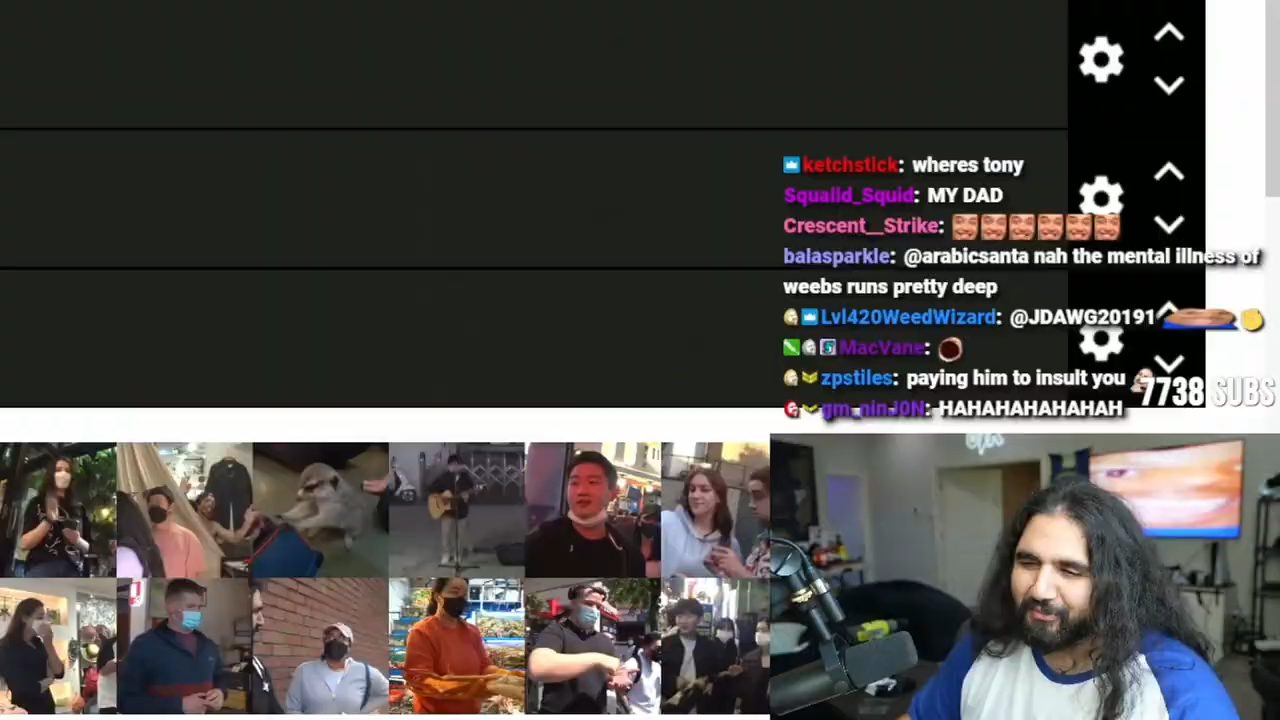 ketchstick: wheres tony
Squalid_Squid: MY DAD
Crescent__Strike:
balasparkle: @arabicsanta nah the mental illness of
weebs runs pretty deep
Lvl420WeedWizard: @JDAWG20191
MacVane:
zpstiles: paying him to insult you
7738 SUBS
gm_ninJ0N: HAHAHAHAHAHAH